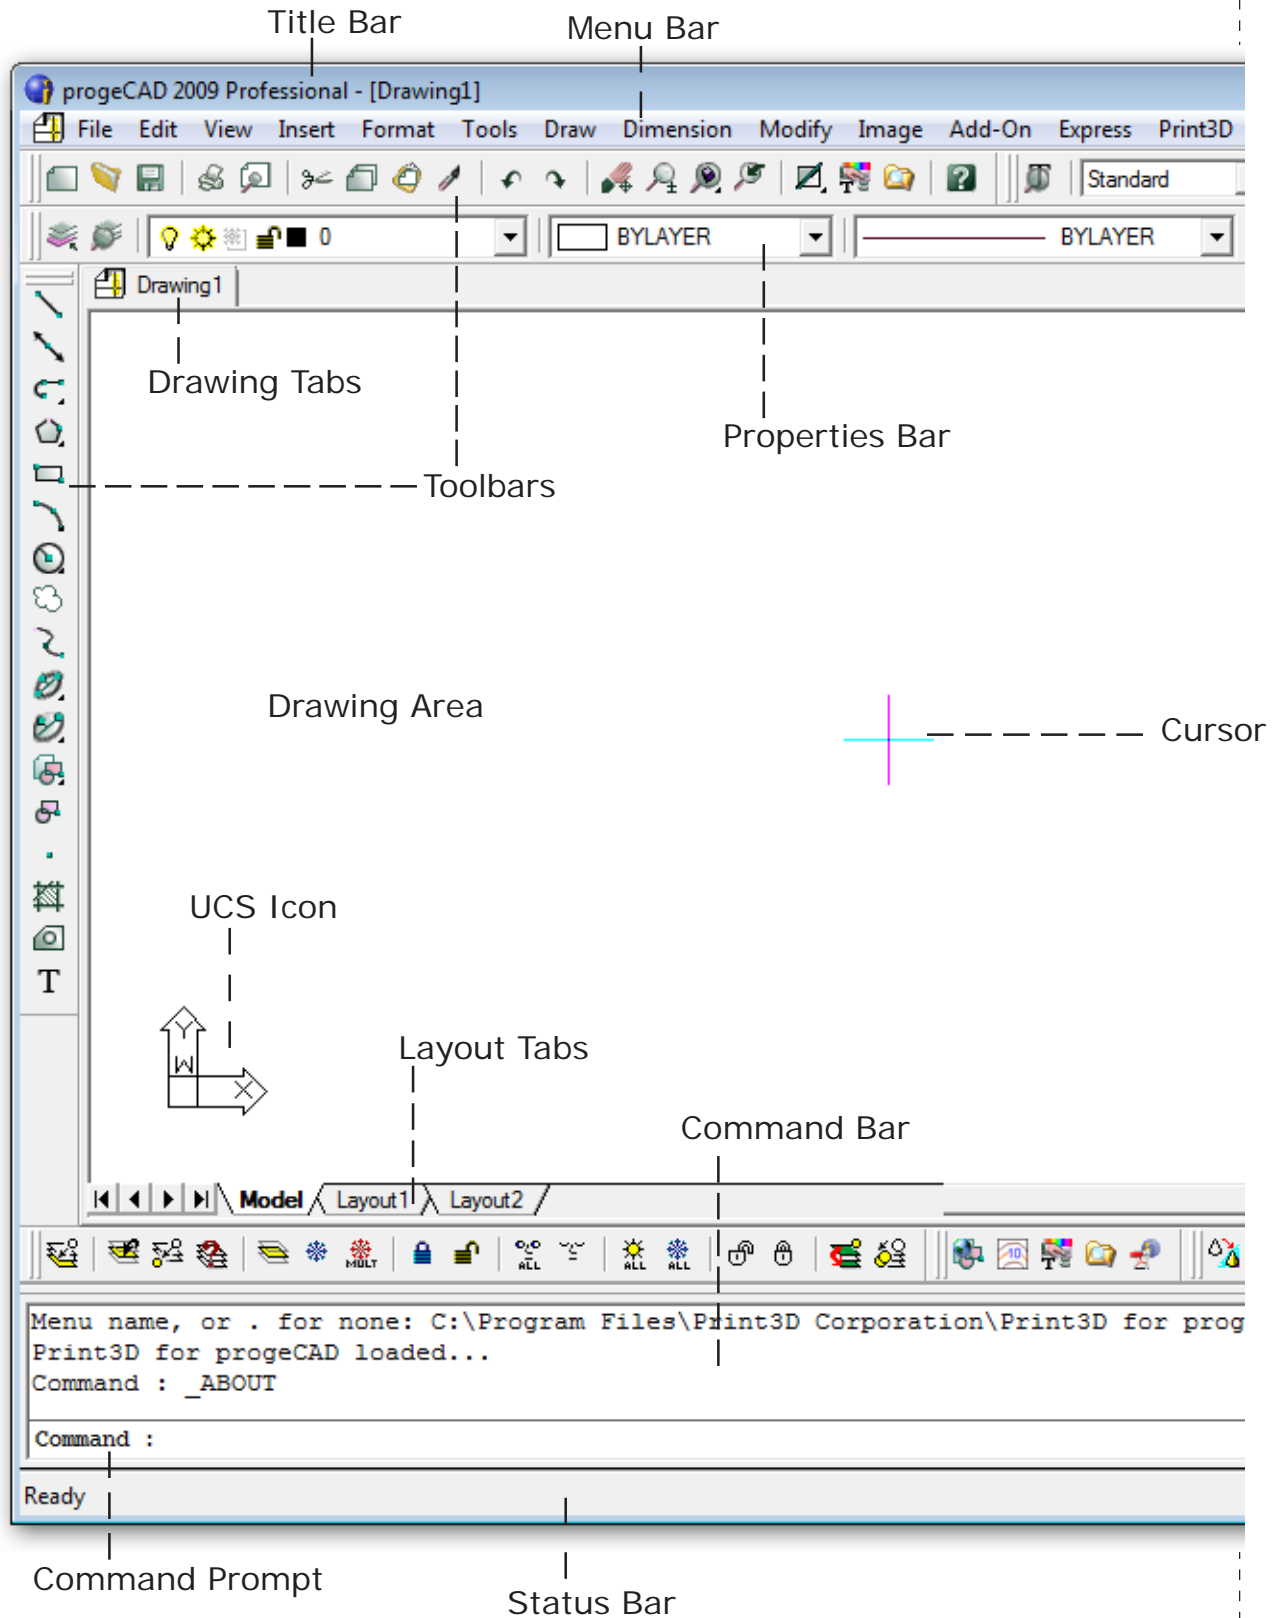 Title Bar
Menu Bar
progeCAD 2009 Professional - [Drawing1]
File Edit View Insert Format Tools Draw Dimension Modify Image Add-On Express Print3D
Standard
0 BYLAYER BYLAYER
Drawing1
Drawing Tabs
Properties Bar
Toolbars
Drawing Area
Cursor
UCS Icon
T
Y
W
X
Layout Tabs
Command Bar
Model Layout1 Layout2
MULT ALL ALL ALL 10 T
Menu name, or . for none: C:\Program Files\Print3D Corporation\Print3D for prog
Print3D for progeCAD loaded...
Command : _ABOUT
Command :
Ready
Command Prompt
Status Bar